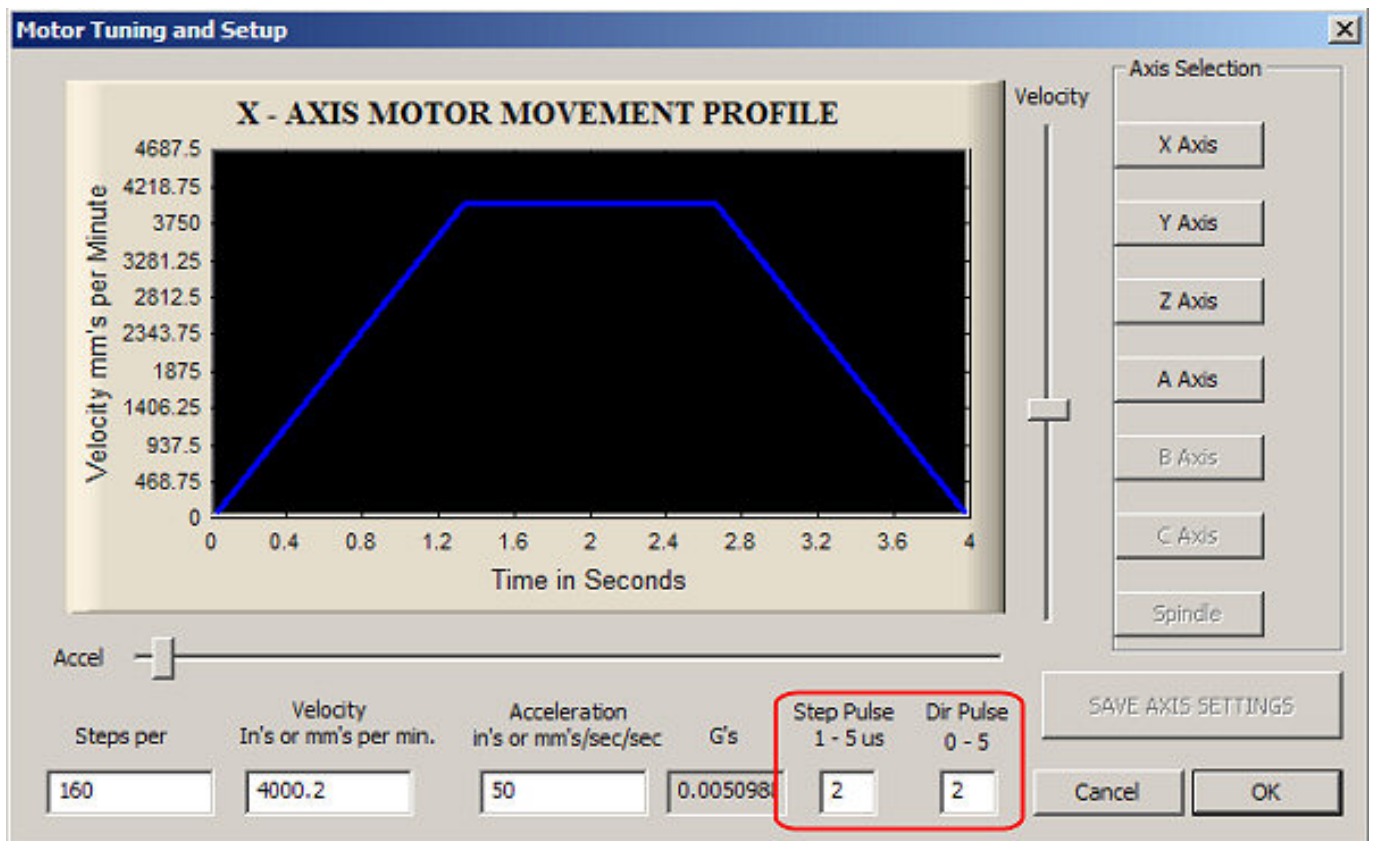 Motor Tuning and Setup
X - AXIS MOTOR MOVEMENT PROFILE
Velocity mm's per Minute
4687.5
4218.75
3750
3281.25
2812.5
2343.75
1875
1406.25
937.5
468.75
0
0 0.4 0.8 1.2 1.6 2 2.4 2.8 3.2 3.6 4
Time in Seconds
Velocity
Axis Selection
X Axis
Y Axis
Z Axis
A Axis
B Axis
C Axis
Spindle
Accel
Steps per
160
Velocity
In's or mm's per min.
4000.2
Acceleration
in's or mm's/sec/sec
50
G's
0.0050988
Step Pulse
1 - 5 us
2
Dir Pulse
0 - 5
2
SAVE AXIS SETTINGS
Cancel
OK